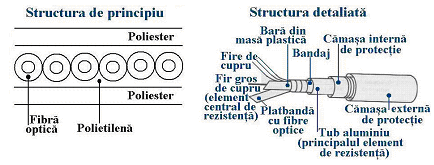 Structura de principiu
Poliester
Poliester
Fibră
optică
Polietilenă
Structura detaliată
Bară din
masă plastică
Cămașa internă
de protecție
Bandaj
Fire de
cupru
Fir gros
de cupru
(element
central de
rezistență)
Platbandă
cu fibre
optice
Tub aluminiu
(principalul element
de rezistență)
Cămașa externă
de protecție